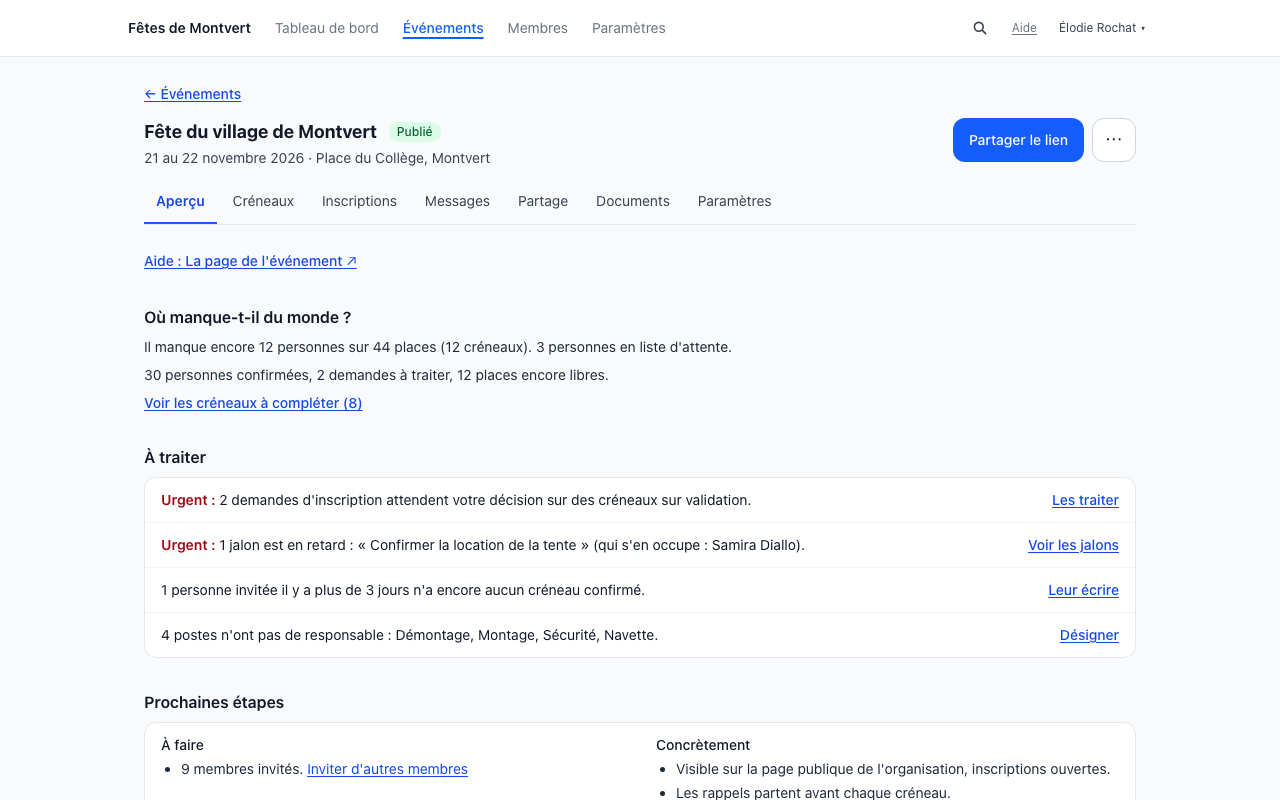 Fêtes de Montvert Tableau de bord Événements Membres Paramètres Aide Élodie Rochat ▾
← Événements
Fête du village de Montvert Publié
21 au 22 novembre 2026 · Place du Collège, Montvert
Partager le lien ...
Aperçu Créneaux Inscriptions Messages Partage Documents Paramètres
Aide : La page de l'événement ↗
Où manque-t-il du monde ?
Il manque encore 12 personnes sur 44 places (12 créneaux). 3 personnes en liste d'attente.
30 personnes confirmées, 2 demandes à traiter, 12 places encore libres.
Voir les créneaux à compléter (8)
À traiter
Urgent : 2 demandes d'inscription attendent votre décision sur des créneaux sur validation. Les traiter
Urgent : 1 jalon est en retard : « Confirmer la location de la tente » (qui s'en occupe : Samira Diallo). Voir les jalons
1 personne invitée il y a plus de 3 jours n'a encore aucun créneau confirmé. Leur écrire
4 postes n'ont pas de responsable : Démontage, Montage, Sécurité, Navette. Désigner
Prochaines étapes
À faire
• 9 membres invités. Inviter d'autres membres
Concrètement
• Visible sur la page publique de l'organisation, inscriptions ouvertes.
• Les rappels partent avant chaque créneau.